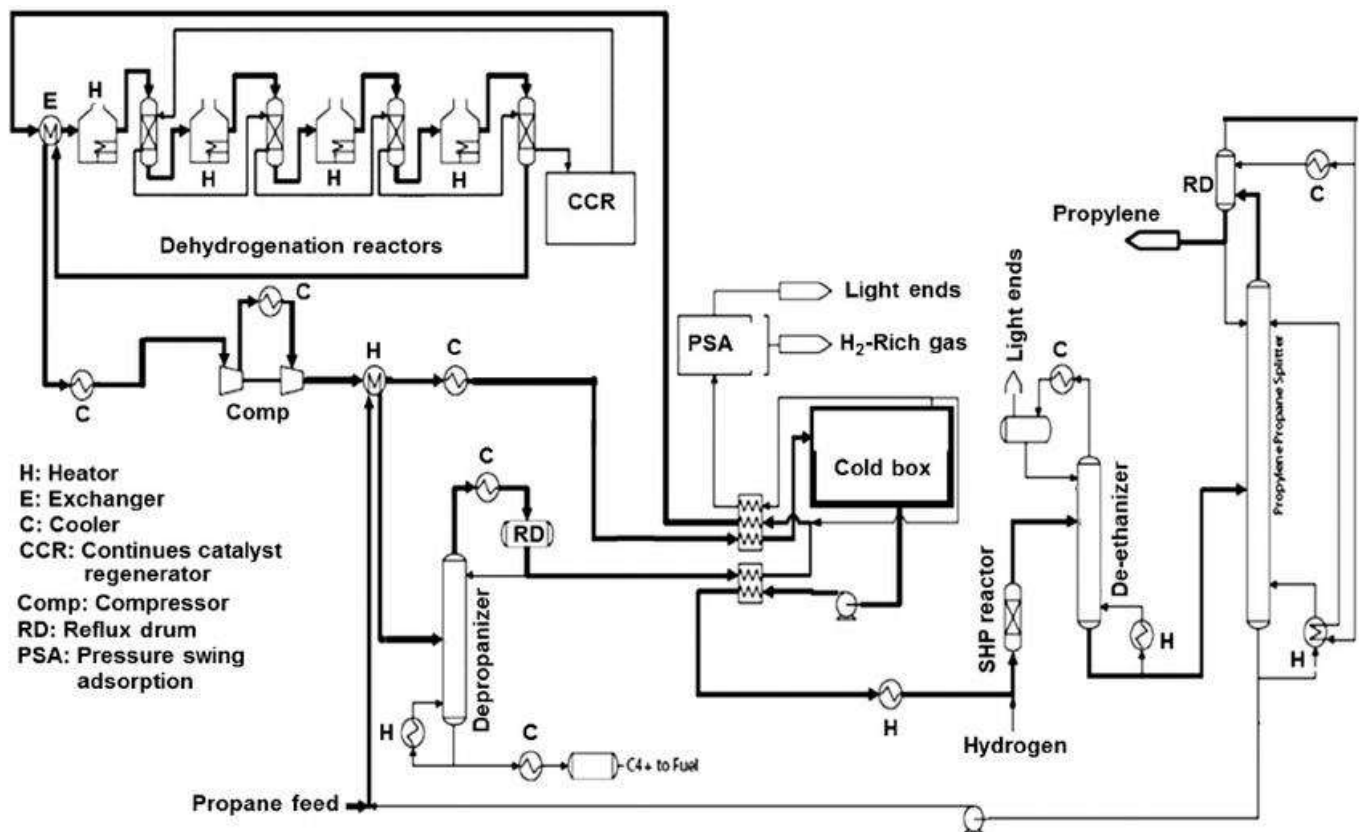 H
E
H
H
H
CCR
Dehydrogenation reactors
C
C
Comp
H
C
H: Heator
E: Exchanger
C: Cooler
CCR: Continues catalyst
regenerator
Comp: Compressor
RD: Reflux drum
PSA: Pressure swing
adsorption
C
RD
Depropanizer
H
C
C4+ to Fuel
Propane feed
PSA
Light ends
H2-Rich gas
Cold box
H
Hydrogen
SHP reactor
Light ends
C
De-ethanizer
H
RD
C
Propylene
Propylene Propane Splitter
H